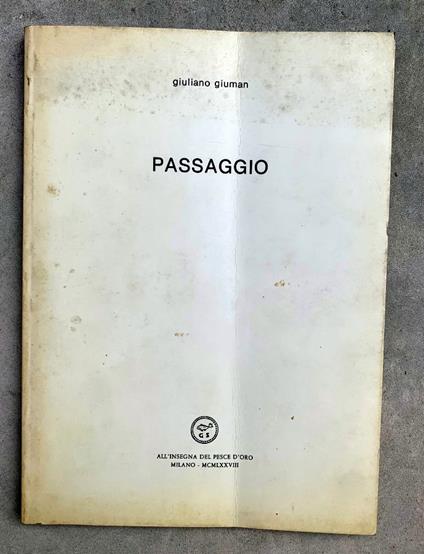 giuliano giuman
PASSAGGIO
G S
ALL'INSEGNA DEL PESCE D'ORO
MILANO - MCMLXXVIII